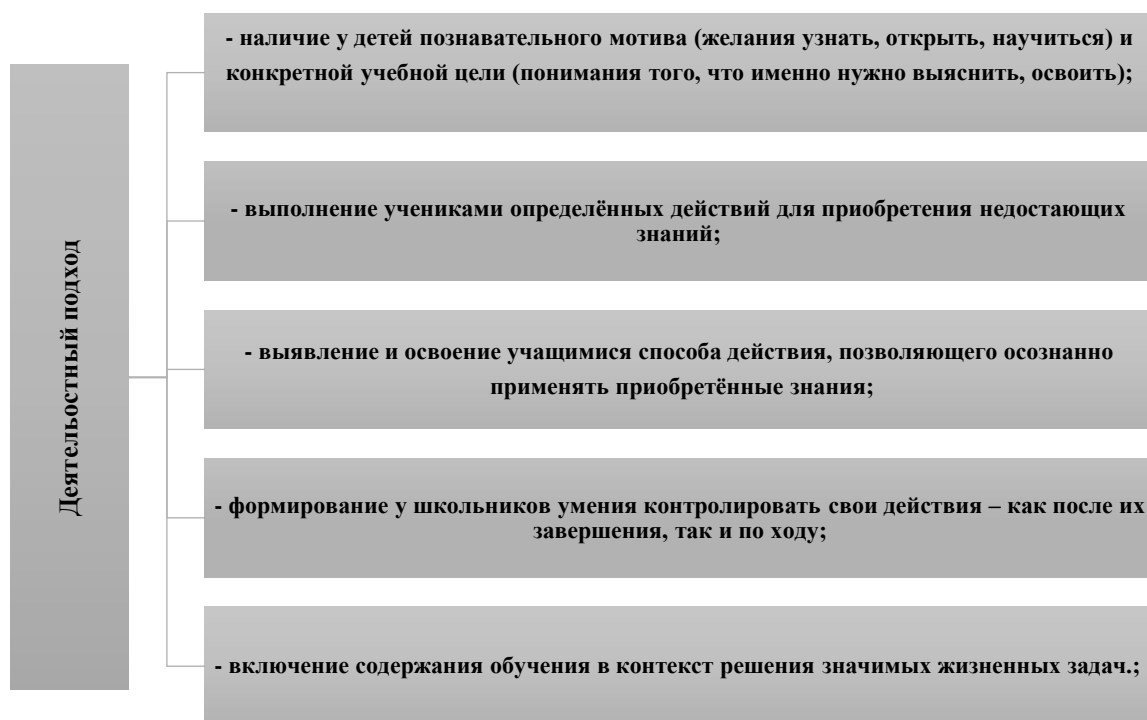 Деятельостный подход
- наличие у детей познавательного мотива (желания узнать, открыть, научиться) и
конкретной учебной цели (понимания того, что именно нужно выяснить, освоить);
- выполнение учениками определённых действий для приобретения недостающих
знаний;
- выявление и освоение учащимися способа действия, позволяющего осознанно
применять приобретённые знания;
- формирование у школьников умения контролировать свои действия – как после их
завершения, так и по ходу;
- включение содержания обучения в контекст решения значимых жизненных задач.;